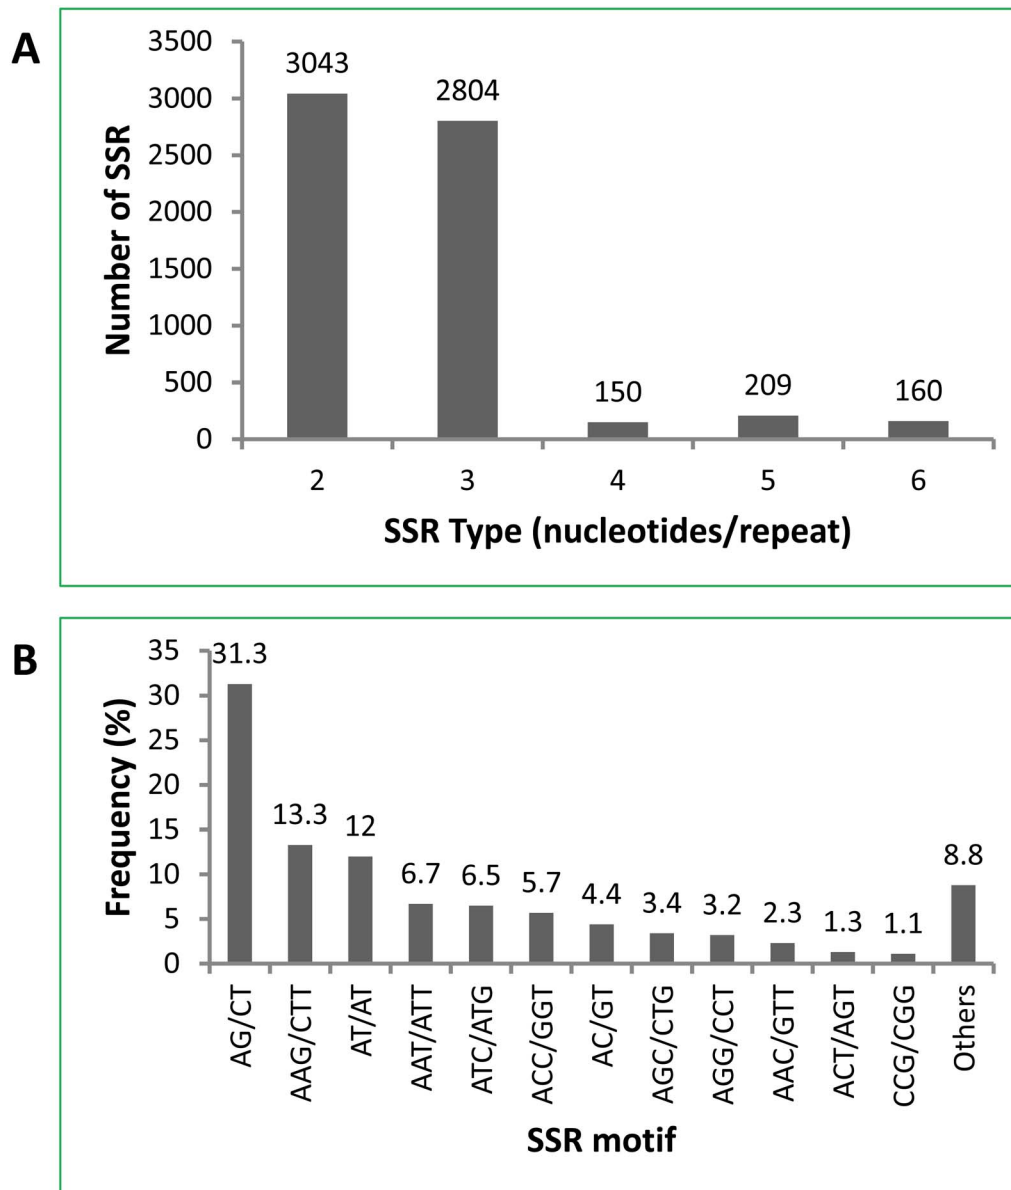 A
Number of SSR
3500
3000
2500
2000
1500
1000
500
0
3043
2804
150
209
160
2
3
4
5
6
SSR Type (nucleotides/repeat)
B
Frequency (%)
35
30
25
20
15
10
5
0
31.3
13.3
12
6.7
6.5
5.7
4.4
3.4
3.2
2.3
1.3
1.1
8.8
AG/CT
AAG/CTT
AT/AT
AAT/ATT
ATC/ATG
ACC/GGT
AC/GT
AGC/CTG
AGG/CCT
AAC/GTT
ACT/AGT
CCG/CGG
Others
SSR motif